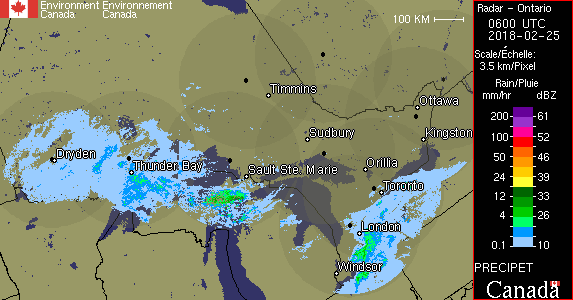 Environment Environnement
Canada Canada
100 KM
Timmins
Ottawa
Sudbury
Kingston
Dryden
Thunder Bay
Sault Ste. Marie
Orillia
Toronto
London
Windsor
Radar - Ontario
0600 UTC
2018-02-25
Scale/Échelle:
3.5 km/Pixel
Rain/Pluie
mm/hr dBZ
200 61
100 52
50 46
24 39
12 33
4 26
0.1 10
PRECIPET
Canada